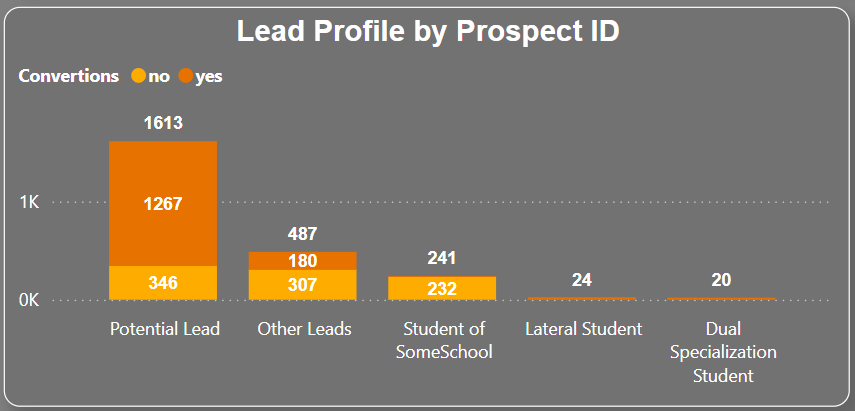 Lead Profile by Prospect ID
Convertions no yes
1613
1K
1267
487
180
241
24
20
346
307
232
0K
Potential Lead
Other Leads
Student of
SomeSchool
Lateral Student
Dual
Specialization
Student